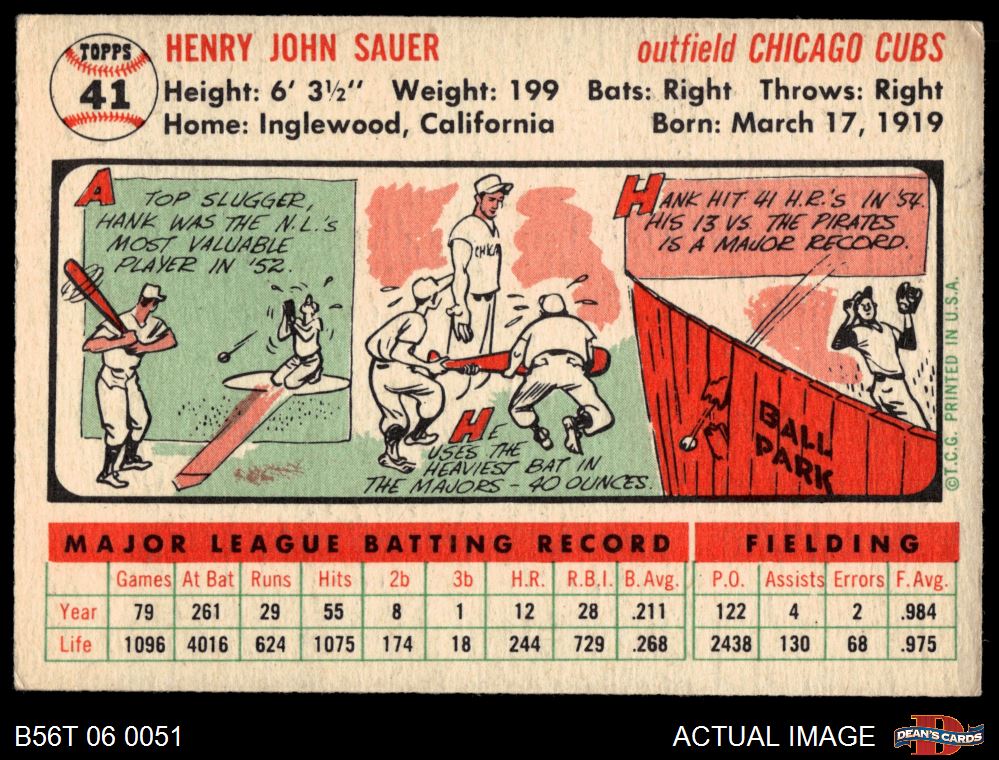 TOPPS
41
HENRY JOHN SAUER
outfield CHICAGO CUBS
Height: 6' 3½" Weight: 199 Bats: Right Throws: Right
Home: Inglewood, California
Born: March 17, 1919
A TOP SLUGGER,
HANK WAS THE N.L.'s
MOST VALUABLE
PLAYER IN '52.
CHICA
HE
USES THE
HEAVIEST BAT IN
THE MAJORS - 40 OUNCES.
HANK HIT 41 H.R.'s IN '54.
HIS 13 VS. THE PIRATES
IS A MAJOR RECORD.
BALL
PARK
©T.C.G. PRINTED IN U.S.A.
MAJOR LEAGUE BATTING RECORD FIELDING
Games At Bat Runs Hits 2b 3b H.R. R.B.I. B.Avg. P.O. Assists Errors F.Avg.
Year 79 261 29 55 8 1 12 28 .211 122 4 2 .984
Life 1096 4016 624 1075 174 18 244 729 .268 2438 130 68 .975
B56T 06 0051
ACTUAL IMAGE
DEAN'S CARDS